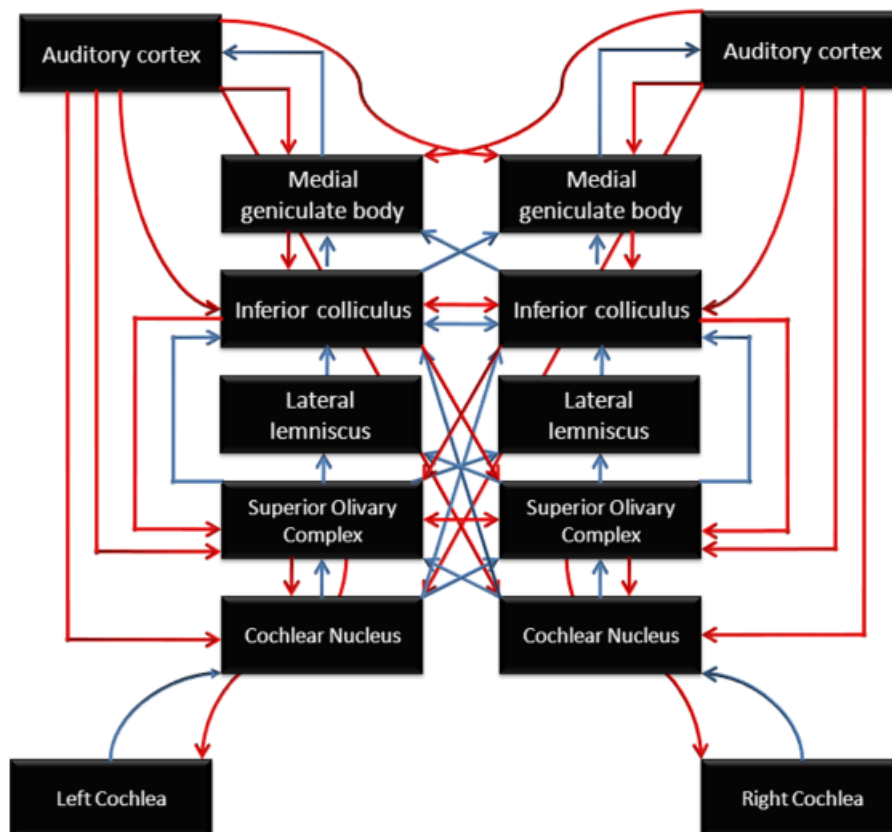 Auditory cortex
Auditory cortex
Medial
geniculate body
Medial
geniculate body
Inferior colliculus
Inferior colliculus
Lateral
lemniscus
Lateral
lemniscus
Superior Olivary
Complex
Superior Olivary
Complex
Cochlear Nucleus
Cochlear Nucleus
Left Cochlea
Right Cochlea